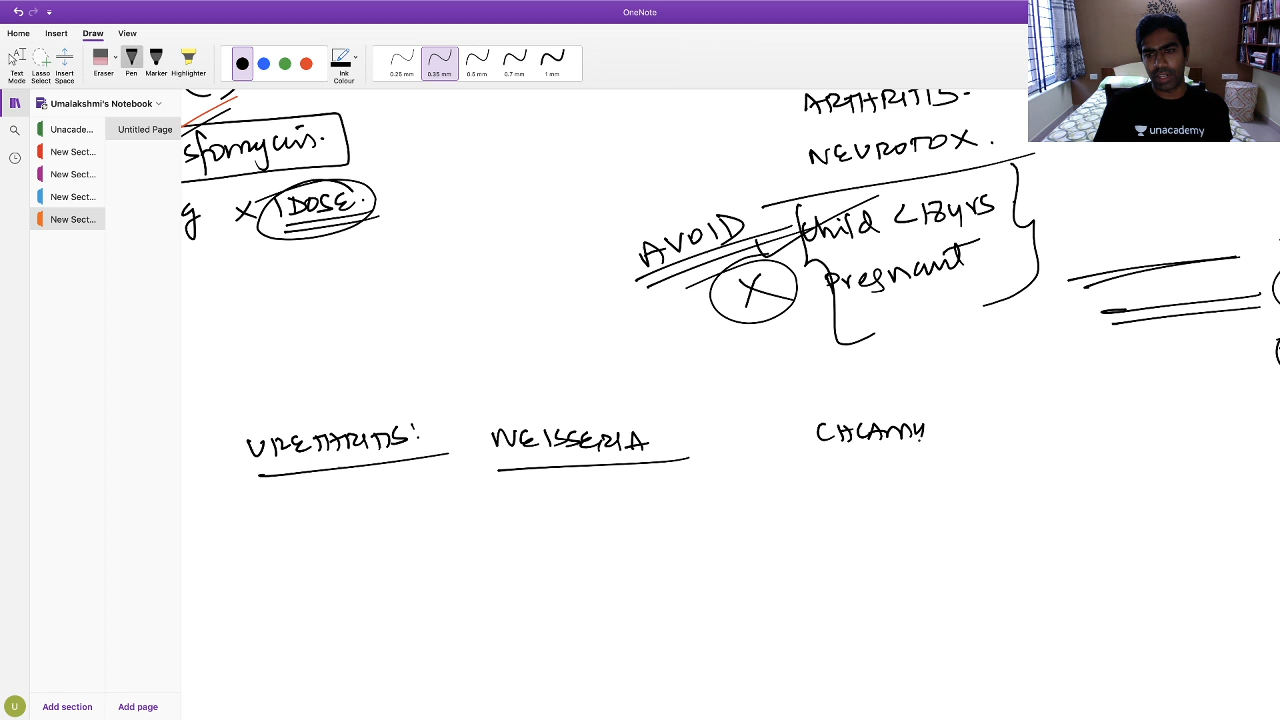 OneNote
Home Insert Draw View
Text Mode
Lasso Select
Insert Space
Eraser
Pen
Marker
Highlighter
Ink Colour
0.25 mm
0.35 mm
0.5 mm
0.7 mm
1 mm
Umalakshmi's Notebook
Unacade...
New Sect...
New Sect...
New Sect...
New Sect...
Untitled Page
unacademy
ARTHRITIS.
NEUROTOX.
sfomycin.
g x 1 DOSE.
AVOID
child <18yrs
X
pregnant
URETHRITIS:
NEISSERIA
CHLAMY
U
Add section
Add page